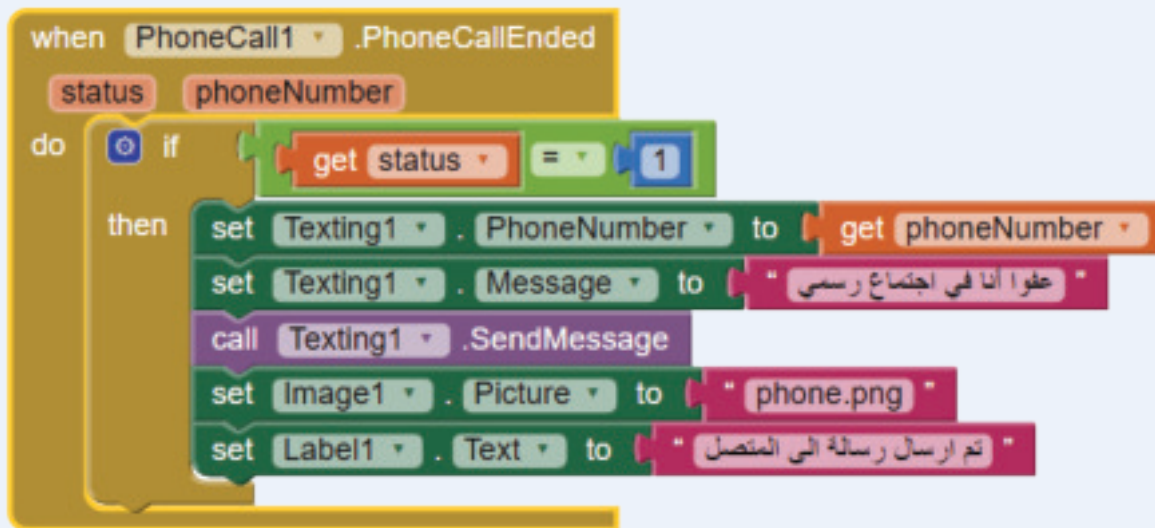 when PhoneCall1 .PhoneCallEnded
status phoneNumber
do if get status = 1
then set Texting1 . PhoneNumber to get phoneNumber
set Texting1 . Message to " عفوا أنا في اجتماع رسمي "
call Texting1 .SendMessage
set Image1 . Picture to " phone.png "
set Label1 . Text to " تم ارسال رسالة الى المتصل "